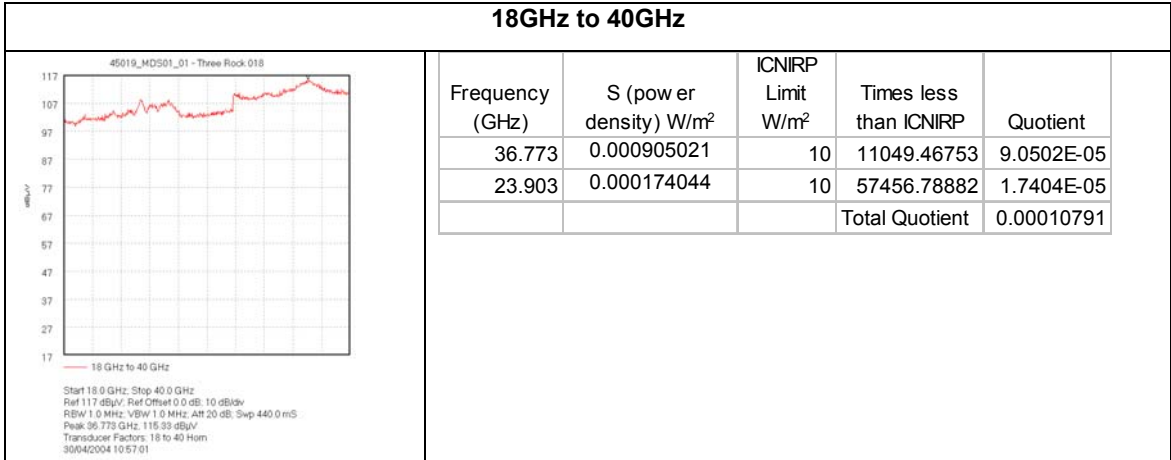 18GHz to 40GHz
45019_MDS01_01 - Three Rock 018
117
107
97
87
77
67
57
47
37
27
17
dBµV
18 GHz to 40 GHz
Start 18.0 GHz; Stop 40.0 GHz
Ref 117 dBµV; Ref Offset 0.0 dB; 10 dB/div
RBW 1.0 MHz; VBW 1.0 MHz; Att 20 dB; Swp 440.0 mS
Peak 36.773 GHz, 115.33 dBµV
Transducer Factors: 18 to 40 Horn
30/04/2004 10:57:01
Frequency (GHz) S (pow er density) W/m² ICNIRP Limit W/m² Times less than ICNIRP Quotient
36.773 0.000905021 10 11049.46753 9.0502E-05
23.903 0.000174044 10 57456.78882 1.7404E-05
Total Quotient 0.00010791